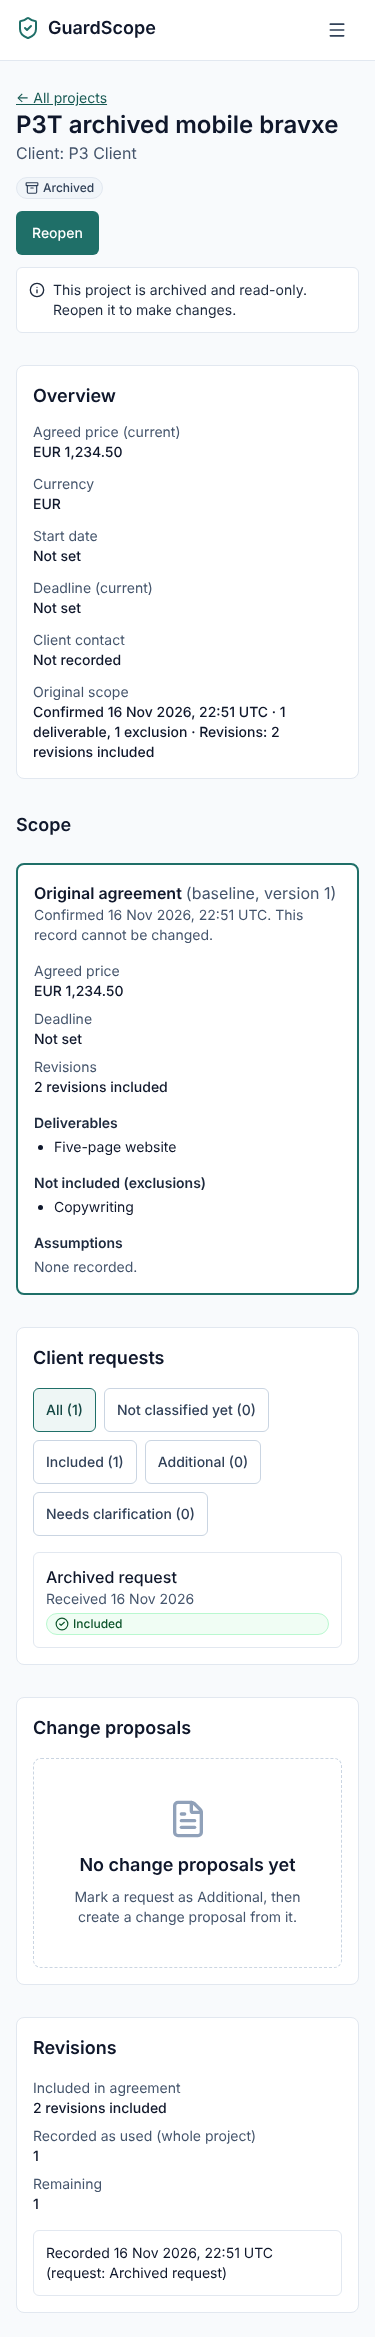 GuardScope
← All projects
P3T archived mobile bravxe
Client: P3 Client
Archived
Reopen
This project is archived and read-only.
Reopen it to make changes.
Overview
Agreed price (current)
EUR 1,234.50
Currency
EUR
Start date
Not set
Deadline (current)
Not set
Client contact
Not recorded
Original scope
Confirmed 16 Nov 2026, 22:51 UTC · 1
deliverable, 1 exclusion · Revisions: 2
revisions included
Scope
Original agreement (baseline, version 1)
Confirmed 16 Nov 2026, 22:51 UTC. This
record cannot be changed.
Agreed price
EUR 1,234.50
Deadline
Not set
Revisions
2 revisions included
Deliverables
• Five-page website
Not included (exclusions)
• Copywriting
Assumptions
None recorded.
Client requests
All (1)
Not classified yet (0)
Included (1)
Additional (0)
Needs clarification (0)
Archived request
Received 16 Nov 2026
Included
Change proposals
No change proposals yet
Mark a request as Additional, then
create a change proposal from it.
Revisions
Included in agreement
2 revisions included
Recorded as used (whole project)
1
Remaining
1
Recorded 16 Nov 2026, 22:51 UTC
(request: Archived request)